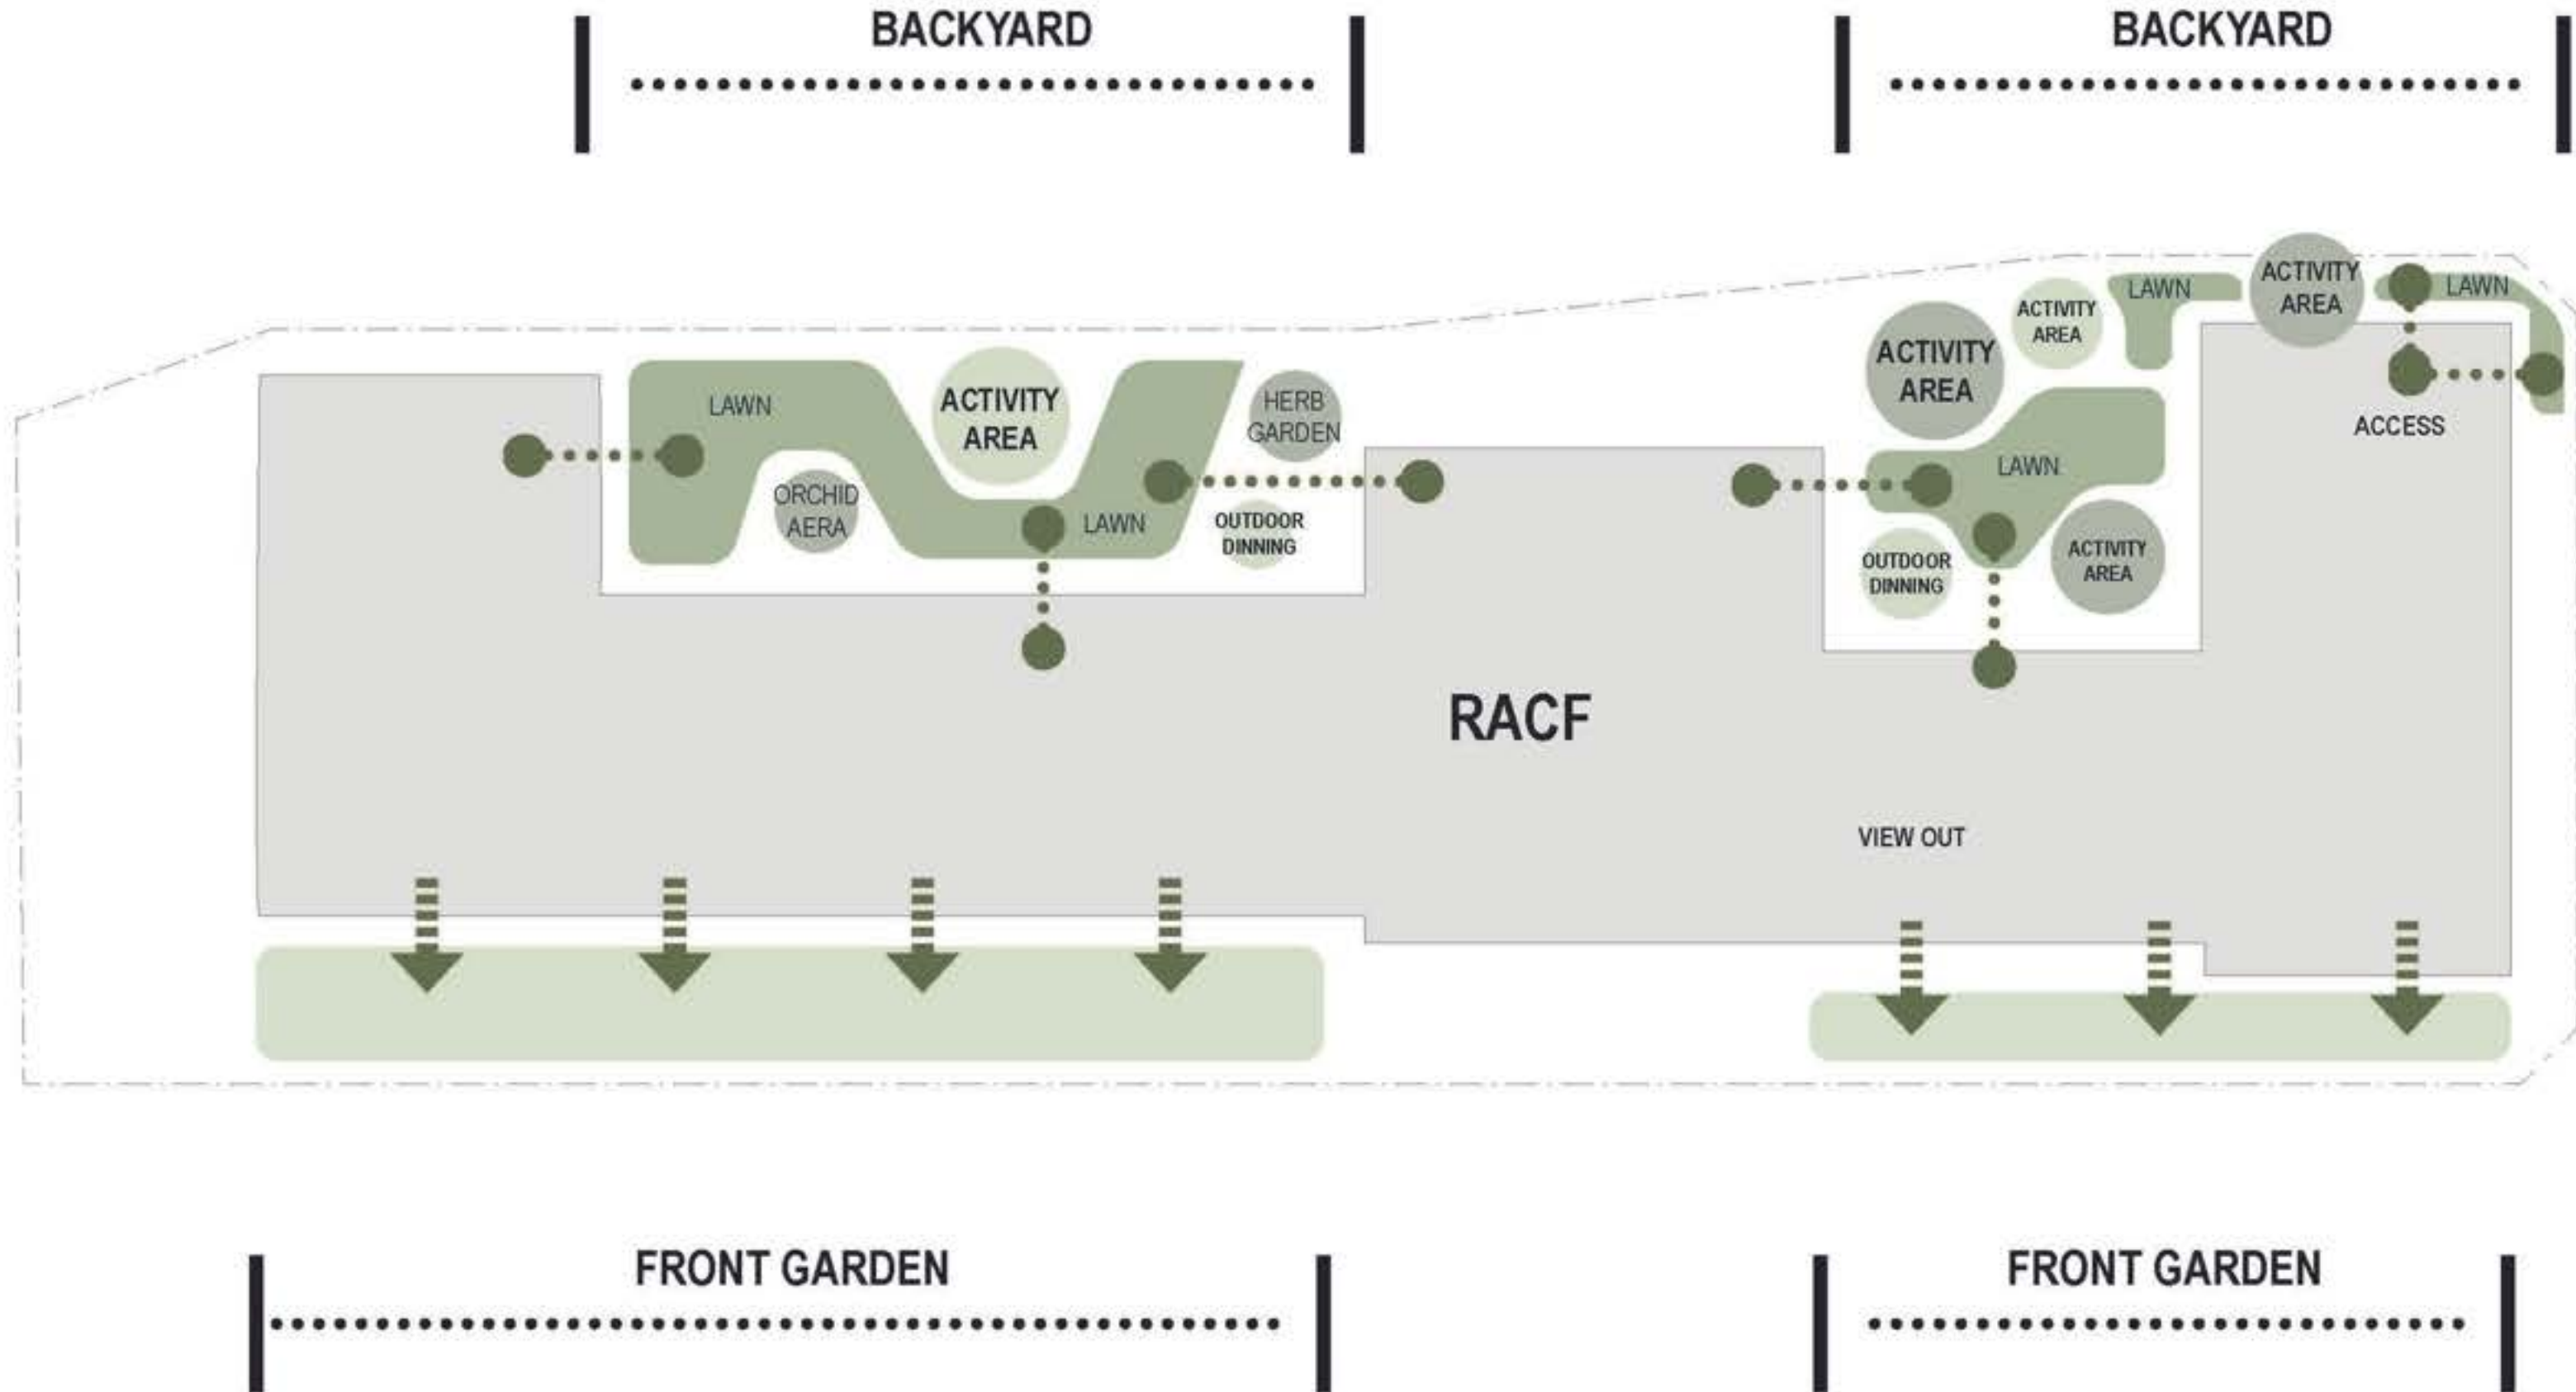 BACKYARD
BACKYARD
LAWN
ACTIVITY
AREA
HERB
GARDEN
ORCHID
AERA
LAWN
OUTDOOR
DINNING
ACTIVITY
AREA
ACTIVITY
AREA
LAWN
ACTIVITY
AREA
LAWN
ACCESS
LAWN
OUTDOOR
DINNING
ACTIVITY
AREA
RACF
VIEW OUT
FRONT GARDEN
FRONT GARDEN